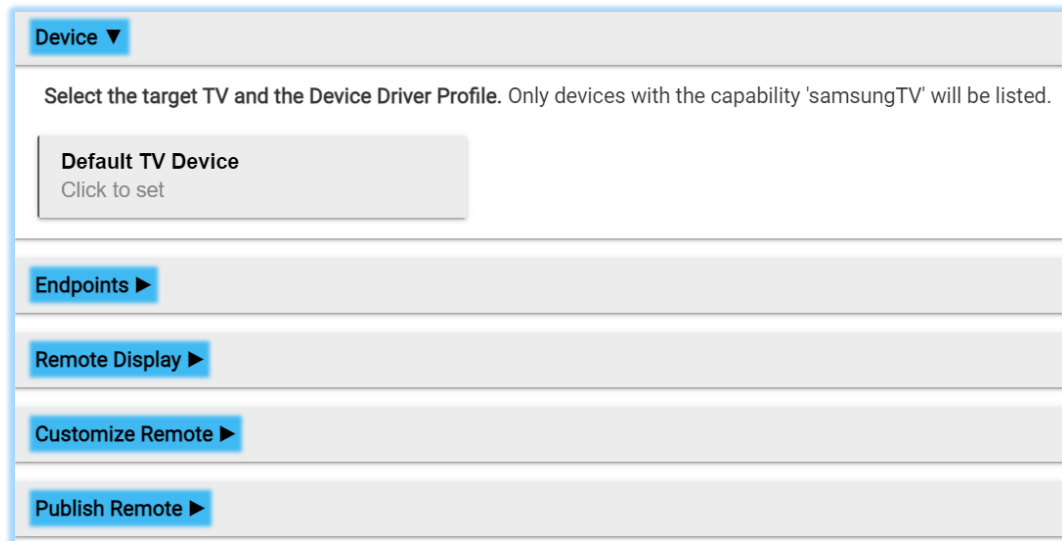 Device ▼
Select the target TV and the Device Driver Profile. Only devices with the capability 'samsungTV' will be listed.
Default TV Device
Click to set
Endpoints ▶
Remote Display ▶
Customize Remote ▶
Publish Remote ▶